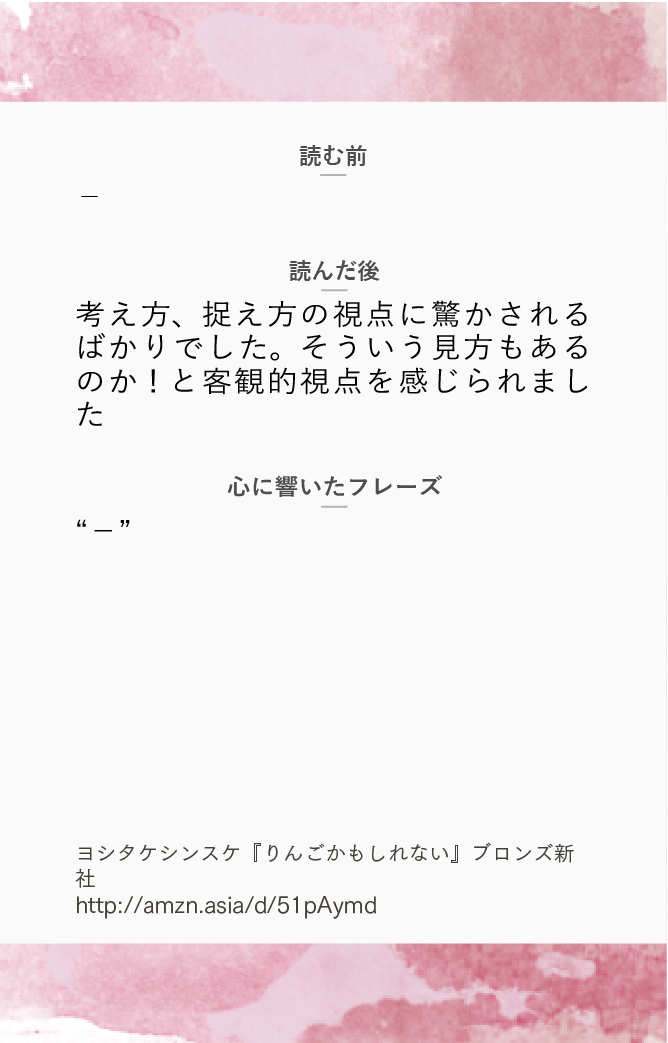 読む前
－
読んだ後
考え方、捉え方の視点に驚かされる
ばかりでした。そういう見方もある
のか！と客観的視点を感じられまし
た
心に響いたフレーズ
“－”
ヨシタケシンスケ『りんごかもしれない』ブロンズ新
社
http://amzn.asia/d/51pAymd